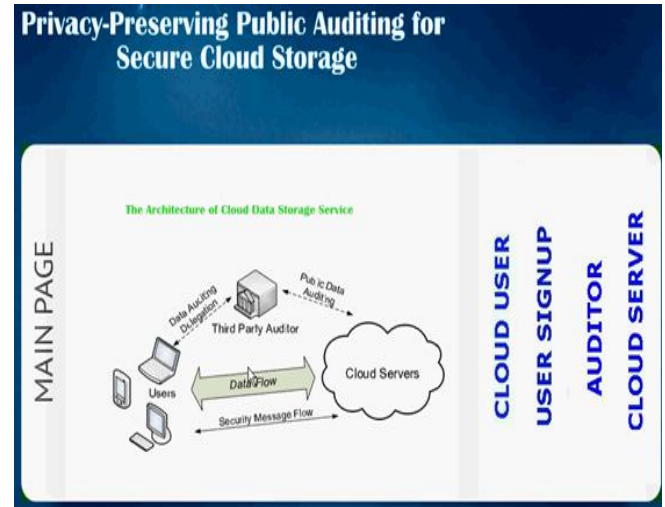 Privacy-Preserving Public Auditing for
Secure Cloud Storage
MAIN PAGE
The Architecture of Cloud Data Storage Service
Data Auditing
Delegation
Public Data
Auditing
Third Party Auditor
Users
Data Flow
Cloud Servers
Security Message Flow
CLOUD USER
USER SIGNUP
AUDITOR
CLOUD SERVER